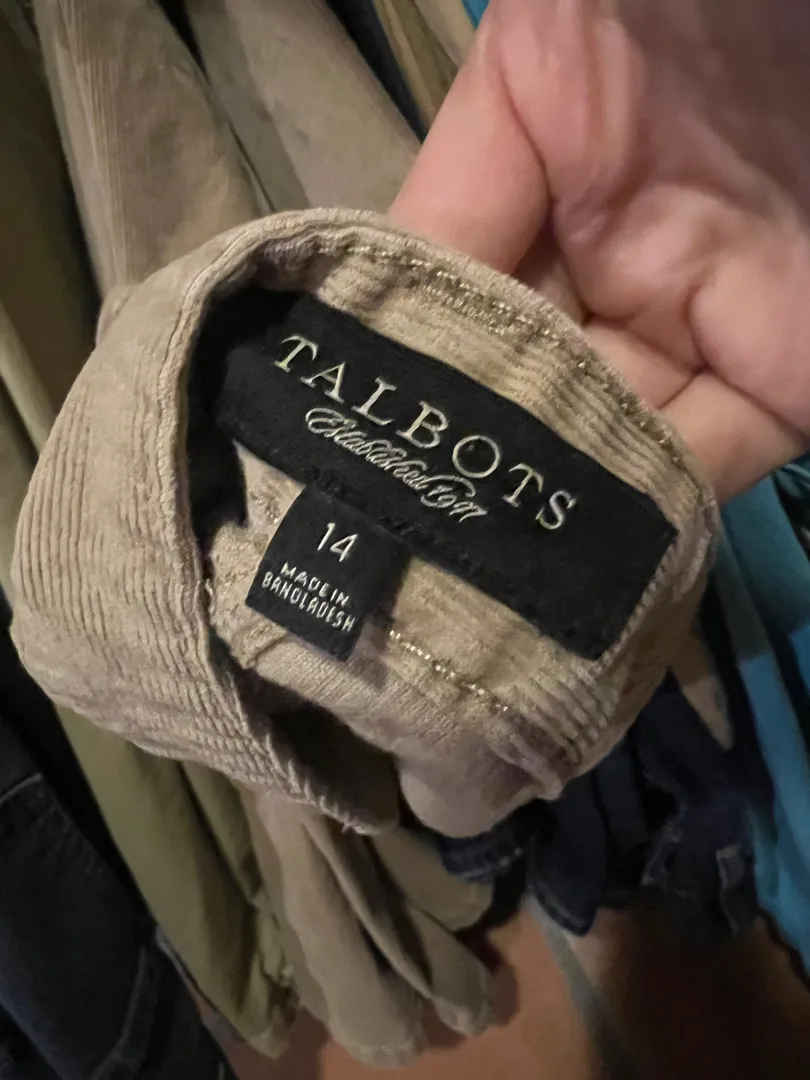 TALBOTS
Established 1947
14
MADE IN
BANGLADESH